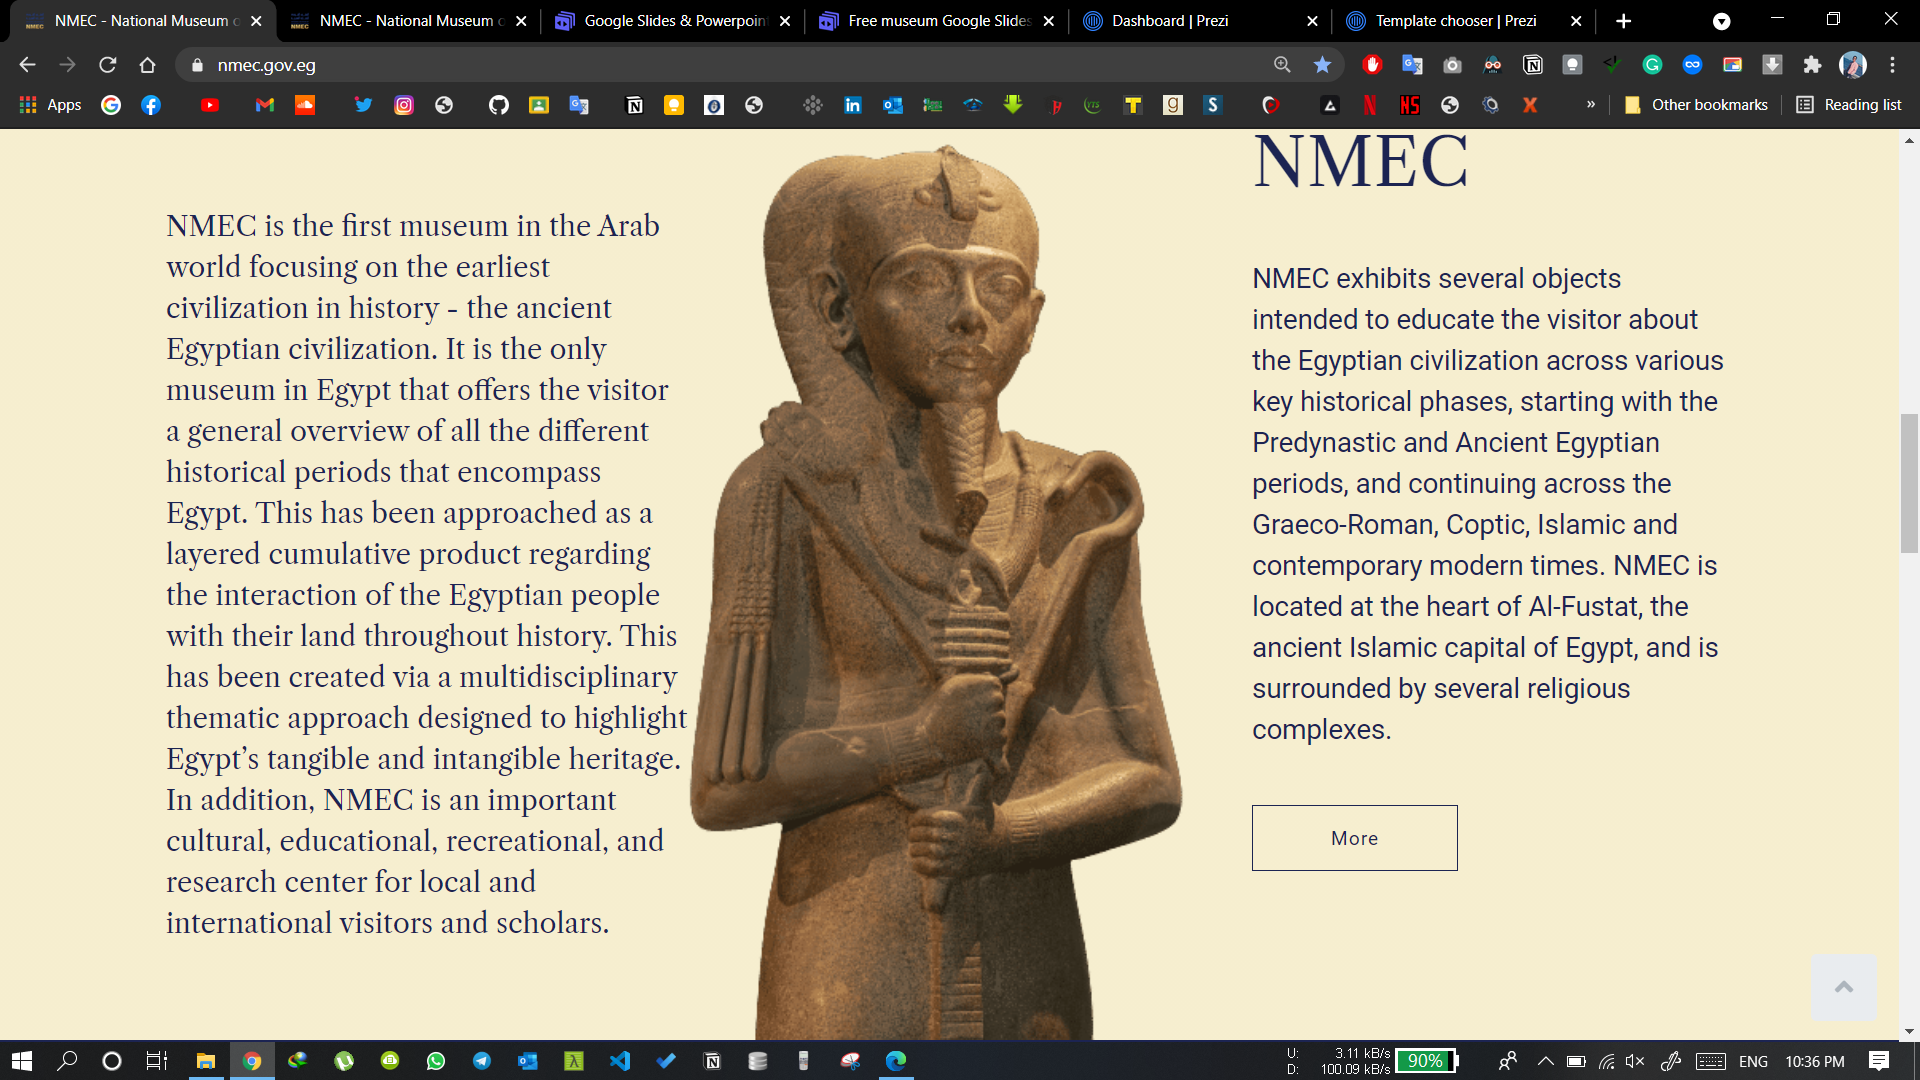 NMEC - National Museum o
NMEC - National Museum o
Google Slides & Powerpoin
Free museum Google Slides
Dashboard | Prezi
Template chooser | Prezi
nmec.gov.eg
Apps
Other bookmarks
Reading list
NMEC is the first museum in the Arab
world focusing on the earliest
civilization in history - the ancient
Egyptian civilization. It is the only
museum in Egypt that offers the visitor
a general overview of all the different
historical periods that encompass
Egypt. This has been approached as a
layered cumulative product regarding
the interaction of the Egyptian people
with their land throughout history. This
has been created via a multidisciplinary
thematic approach designed to highlight
Egypt’s tangible and intangible heritage.
In addition, NMEC is an important
cultural, educational, recreational, and
research center for local and
international visitors and scholars.
NMEC
NMEC exhibits several objects
intended to educate the visitor about
the Egyptian civilization across various
key historical phases, starting with the
Predynastic and Ancient Egyptian
periods, and continuing across the
Graeco-Roman, Coptic, Islamic and
contemporary modern times. NMEC is
located at the heart of Al-Fustat, the
ancient Islamic capital of Egypt, and is
surrounded by several religious
complexes.
More
U: 3.11 kB/s
D: 100.09 kB/s
90%
ENG
10:36 PM